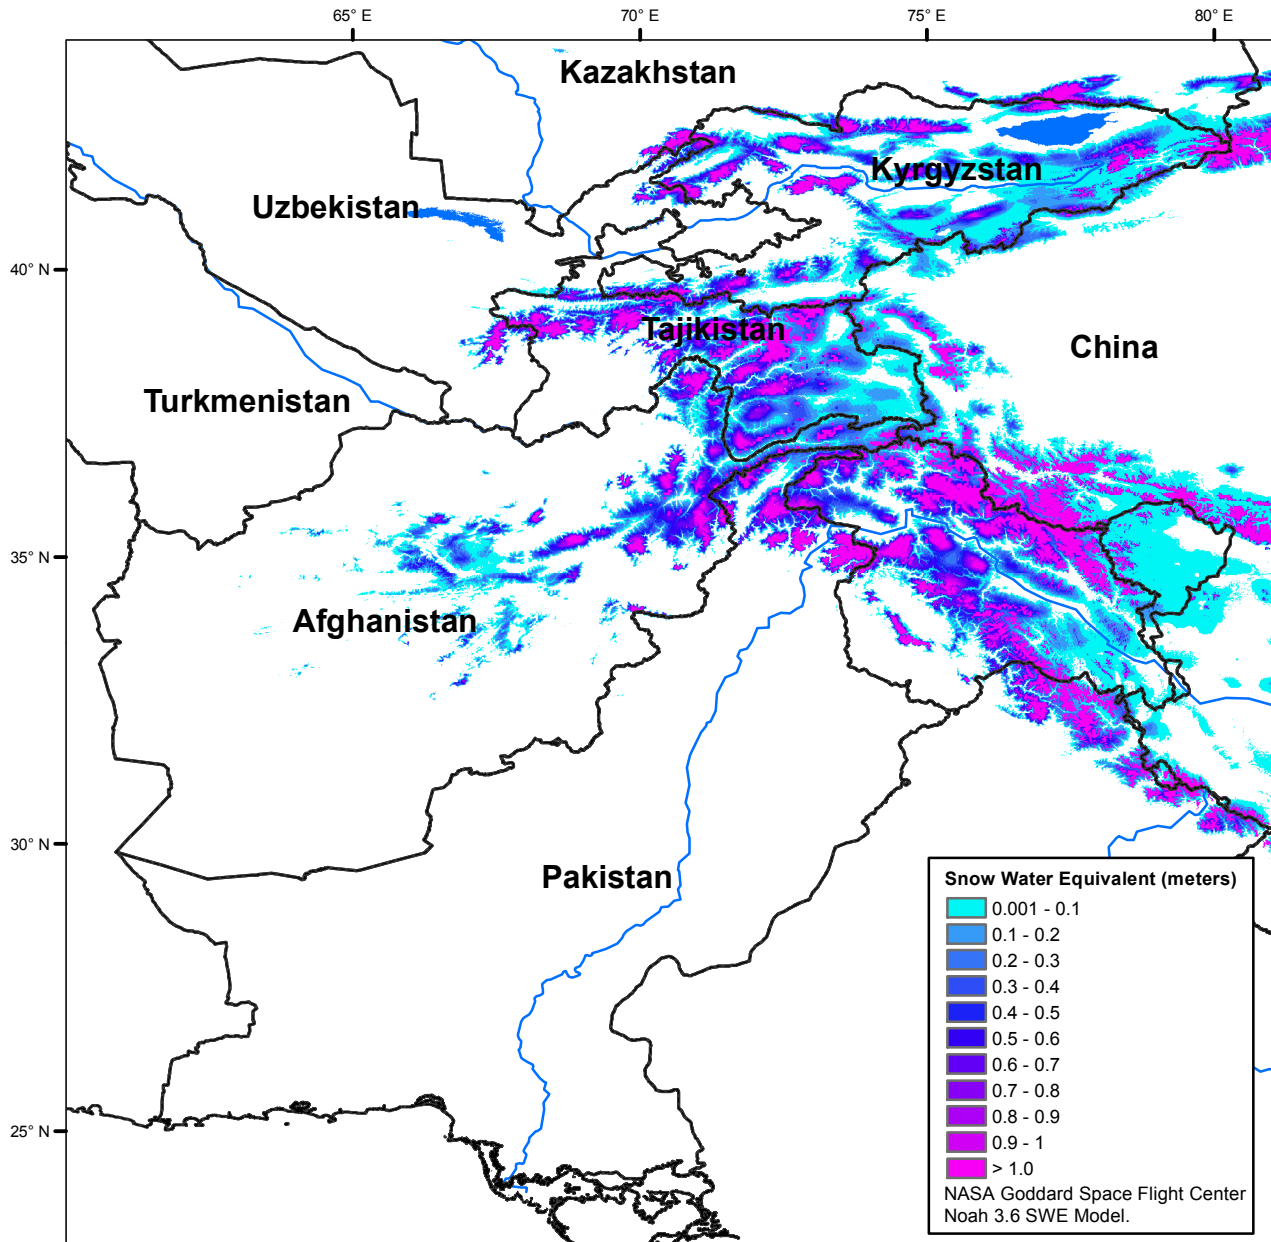 65° E
70° E
75° E
80° E
Kazakhstan
Kyrgyzstan
Uzbekistan
40° N
Tajikistan
China
Turkmenistan
35° N
Afghanistan
30° N
Pakistan
25° N
Snow Water Equivalent (meters)
0.001 - 0.1
0.1 - 0.2
0.2 - 0.3
0.3 - 0.4
0.4 - 0.5
0.5 - 0.6
0.6 - 0.7
0.7 - 0.8
0.8 - 0.9
0.9 - 1
> 1.0
NASA Goddard Space Flight Center
Noah 3.6 SWE Model.